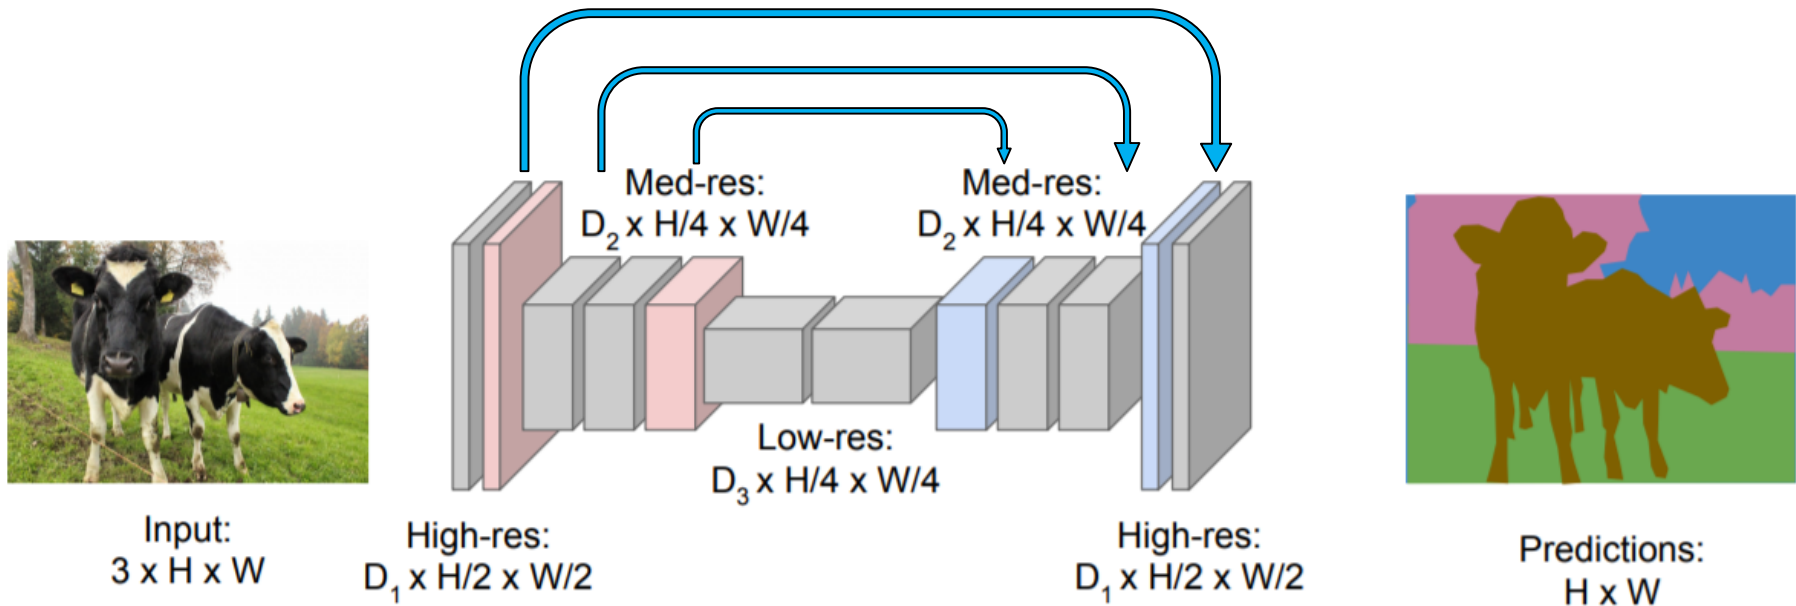 Med-res:
D₂ x H/4 x W/4
Med-res:
D₂ x H/4 x W/4
Low-res:
D₃ x H/4 x W/4
Input:
3 x H x W
High-res:
D₁ x H/2 x W/2
High-res:
D₁ x H/2 x W/2
Predictions:
H x W